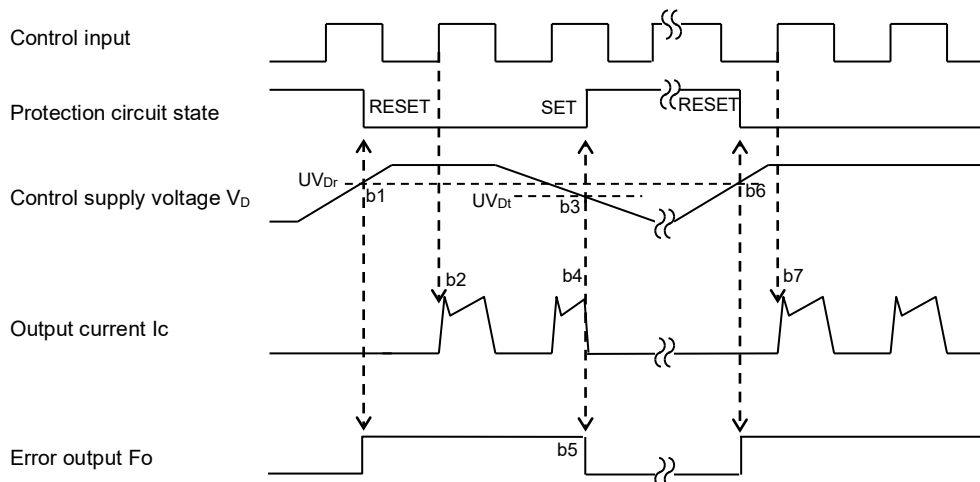 Control input
Protection circuit state
RESET
SET
RESET
Control supply voltage VD
UVDr
b1
UVDt
b3
b6
b2
b4
b7
Output current Ic
b5
Error output Fo